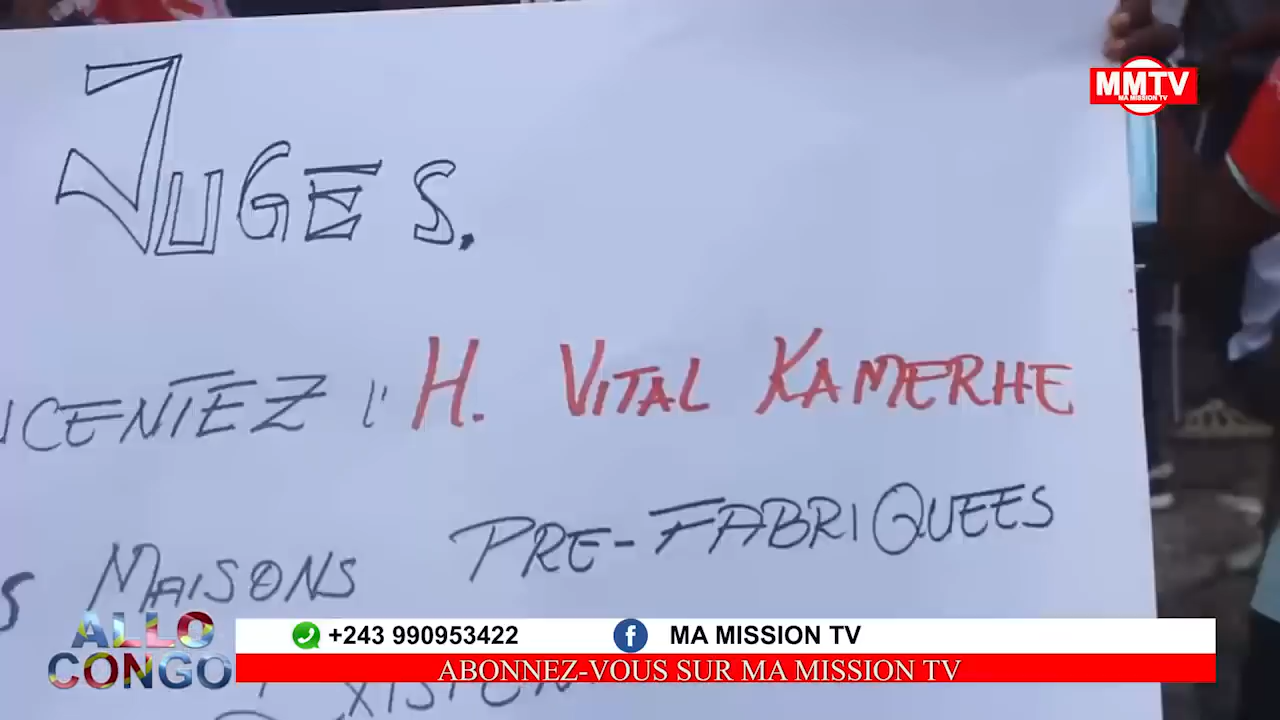 MMTV
MA MISSION TV
JUGES.
l'H. VITAL KAMERHE
MAISONS PRE-FABRIQUEES
ALLO CONGO
+243 990953422
MA MISSION TV
ABONNEZ-VOUS SUR MA MISSION TV